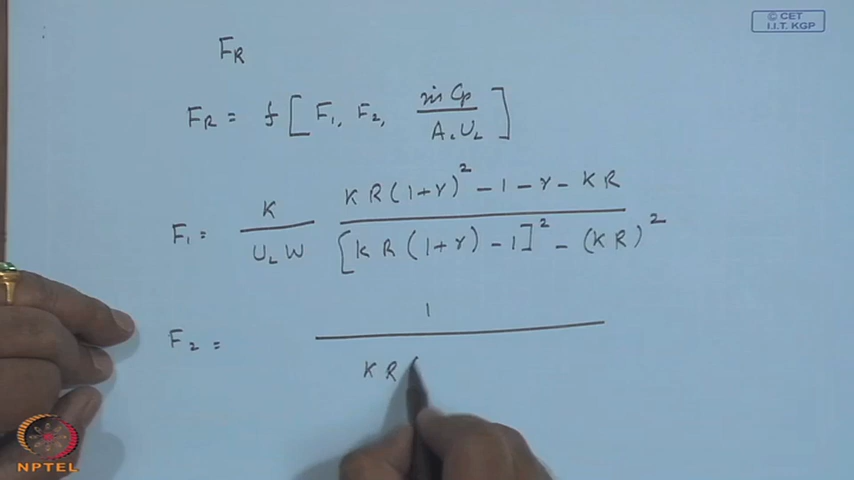 © CET
I.I.T. KGP
F_R
F_R = f [ F_1, F_2, ṁ Cp / A_c U_L ]
F_1 = K / U_L W  K R (1+γ)^2 - 1 - γ - K R / [K R (1+γ) - 1]^2 - (K R)^2
F_2 = 1 / K R (
NPTEL